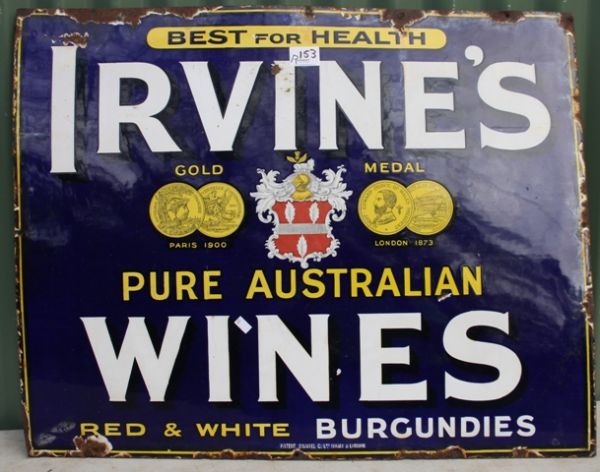 BEST FOR HEALTH
153
IRVINE'S
GOLD MEDAL
PARIS 1900 LONDON 1873
PURE AUSTRALIAN
WINES
RED & WHITE BURGUNDIES